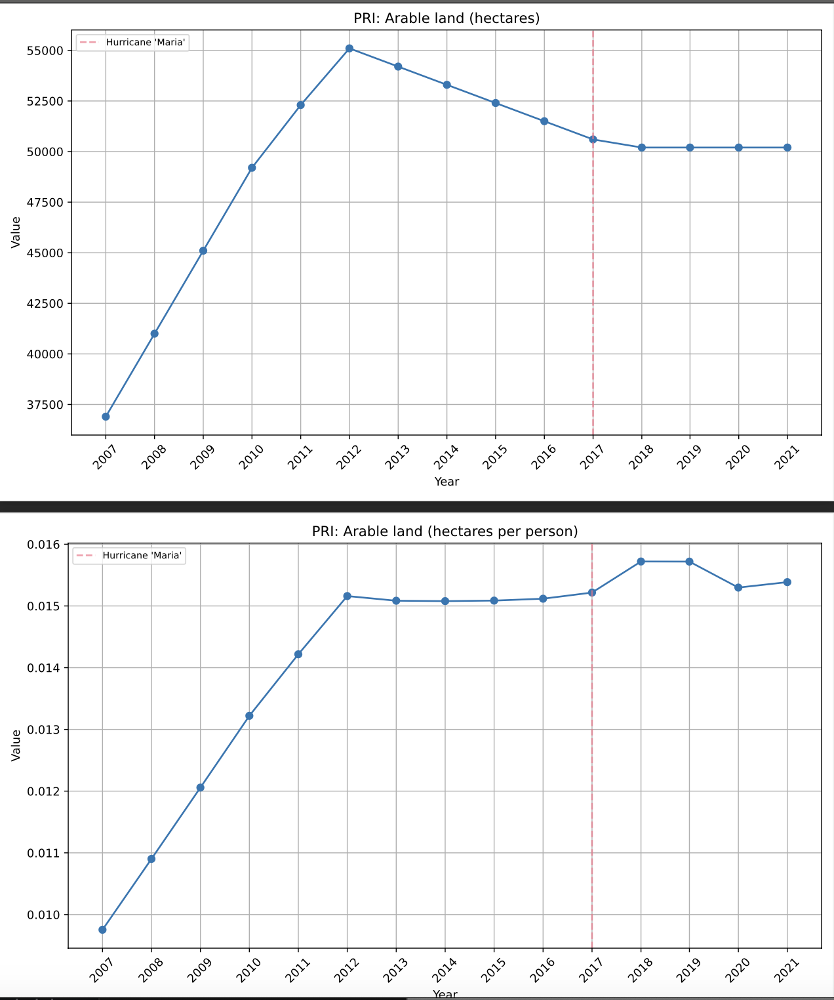 PRI: Arable land (hectares)
Hurricane 'Maria'
55000
52500
50000
47500
45000
42500
40000
37500
Value
2007 2008 2009 2010 2011 2012 2013 2014 2015 2016 2017 2018 2019 2020 2021
Year
PRI: Arable land (hectares per person)
Hurricane 'Maria'
0.016
0.015
0.014
0.013
0.012
0.011
0.010
Value
2007 2008 2009 2010 2011 2012 2013 2014 2015 2016 2017 2018 2019 2020 2021
Year